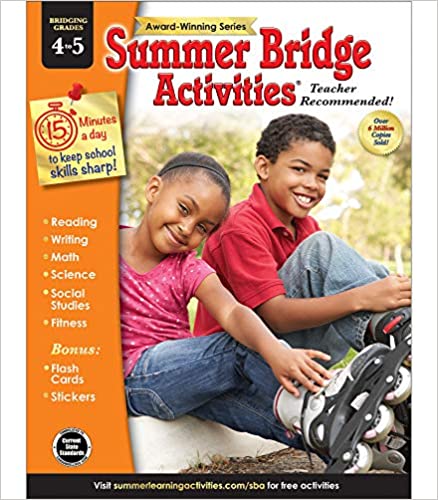 BRIDGING GRADES
4 to 5
Award-Winning Series
Summer Bridge
Activities®
Teacher
Recommended!
15 Minutes
a day
to keep school
skills sharp!
Over
6 Million
Copies
Sold!
Reading
Writing
Math
Science
Social
Studies
Fitness
Bonus:
Flash
Cards
Stickers
Current
State
Standards
Visit summerlearningactivities.com/sba for free activities